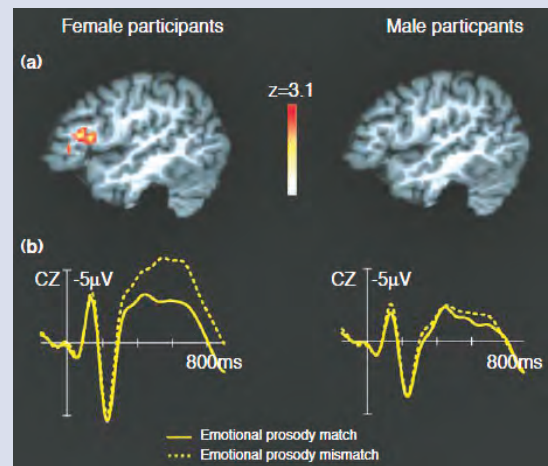 Female participants Male particpants
(a)
z=3.1
(b)
CZ -5μV CZ -5μV
800ms 800ms
Emotional prosody match
Emotional prosody mismatch